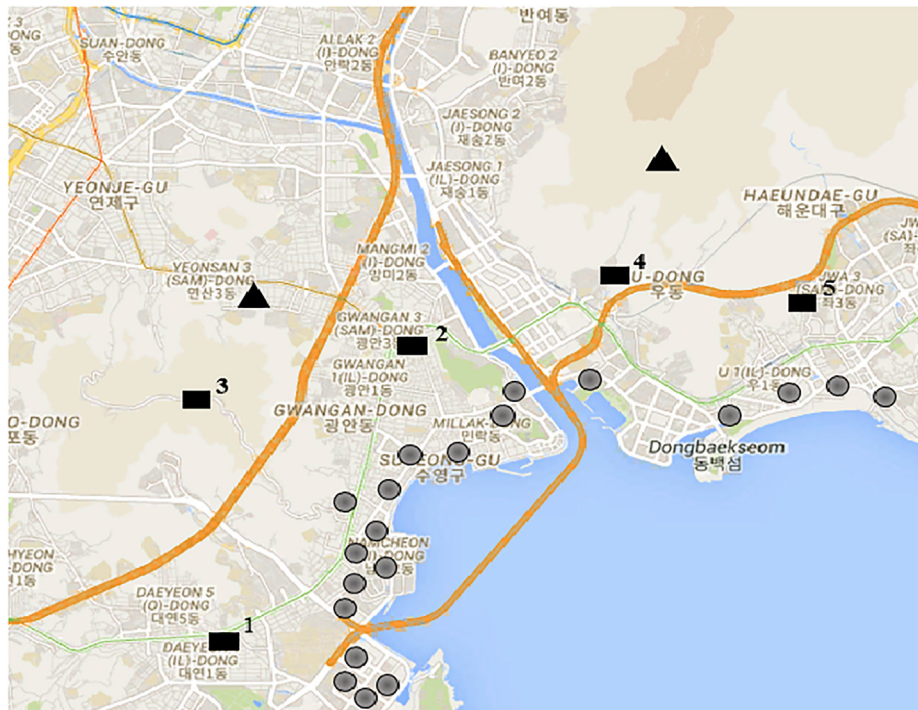 반여동
SUAN-DONG
수안동
ALLAK 2
(I)-DONG
안락2동
BANYEO 2
(I)-DONG
반여2동
JAESONG 2
(I)-DONG
재송2동
JAESONG 1
(IL)-DONG
재송1동
YEONJE-GU
연제구
HAEUNDAE-GU
해운대구
MANGMI 2
(I)-DONG
망미2동
YEONSAN 3
(SAM)-DONG
연산3동
4
U-DONG
우동
JWA 3
(SAM)-DONG
좌3동
5
GWANGAN 3
(SAM)-DONG
광안3동
2
GWANGAN
1(IL)-DONG
광안1동
3
U 1(IL)-DONG
우1동
GWANGAN-DONG
광안동
MILLAK-DONG
민락동
Dongbaekseom
동백섬
수영구
NAMCHEON
DAEYEON 5
(O)-DONG
대연5동
1
(IL)-DONG
대연1동